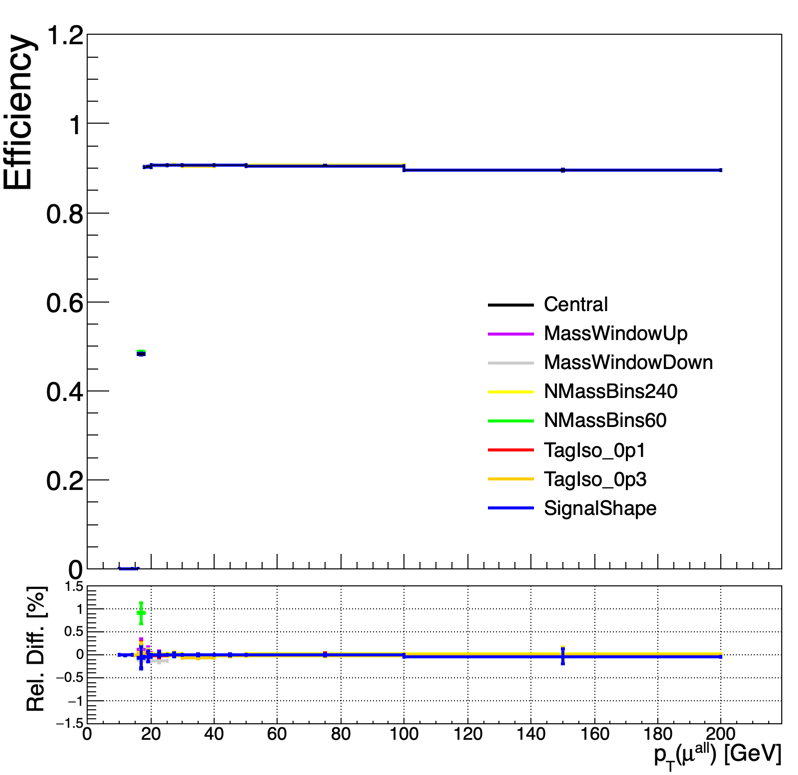 Efficiency
1.2
1
0.8
0.6
0.4
0.2
0
Central
MassWindowUp
MassWindowDown
NMassBins240
NMassBins60
TagIso_0p1
TagIso_0p3
SignalShape
Rel. Diff. [%]
1.5
1
0.5
0
−0.5
−1
−1.5
0 20 40 60 80 100 120 140 160 180 200
p_T(μ^all) [GeV]